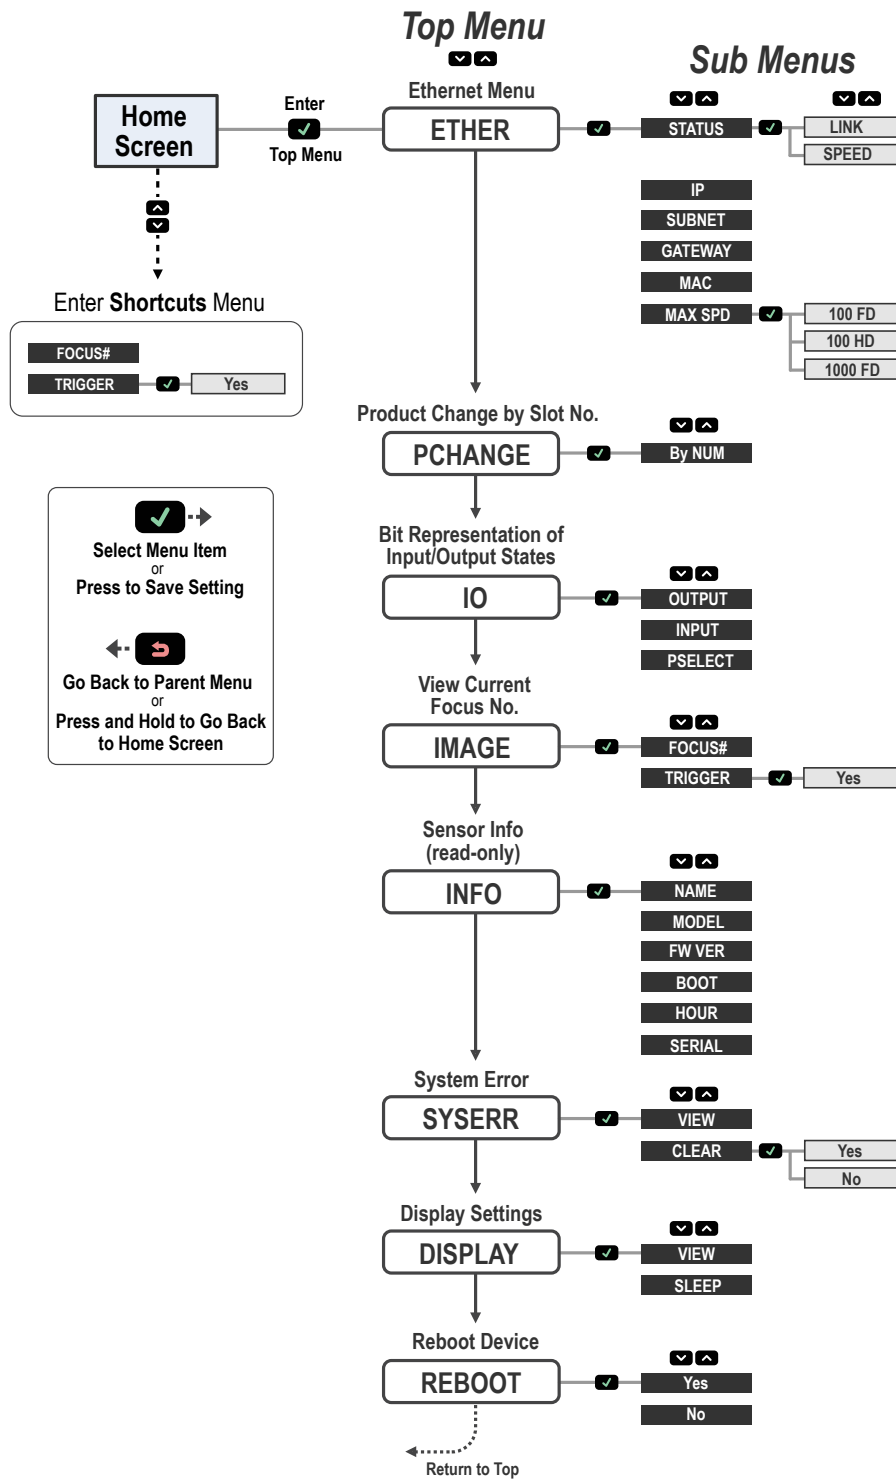 Top Menu
Sub Menus
Home
Screen
Enter
Top Menu
Ethernet Menu
ETHER
STATUS
LINK
SPEED
IP
SUBNET
GATEWAY
MAC
MAX SPD
100 FD
100 HD
1000 FD
Enter Shortcuts Menu
FOCUS#
TRIGGER
Yes
Product Change by Slot No.
PCHANGE
By NUM
Select Menu Item
or
Press to Save Setting
Go Back to Parent Menu
or
Press and Hold to Go Back
to Home Screen
Bit Representation of
Input/Output States
IO
OUTPUT
INPUT
PSELECT
View Current
Focus No.
IMAGE
FOCUS#
TRIGGER
Yes
Sensor Info
(read-only)
INFO
NAME
MODEL
FW VER
BOOT
HOUR
SERIAL
System Error
SYSERR
VIEW
CLEAR
Yes
No
Display Settings
DISPLAY
VIEW
SLEEP
Reboot Device
REBOOT
Yes
No
Return to Top